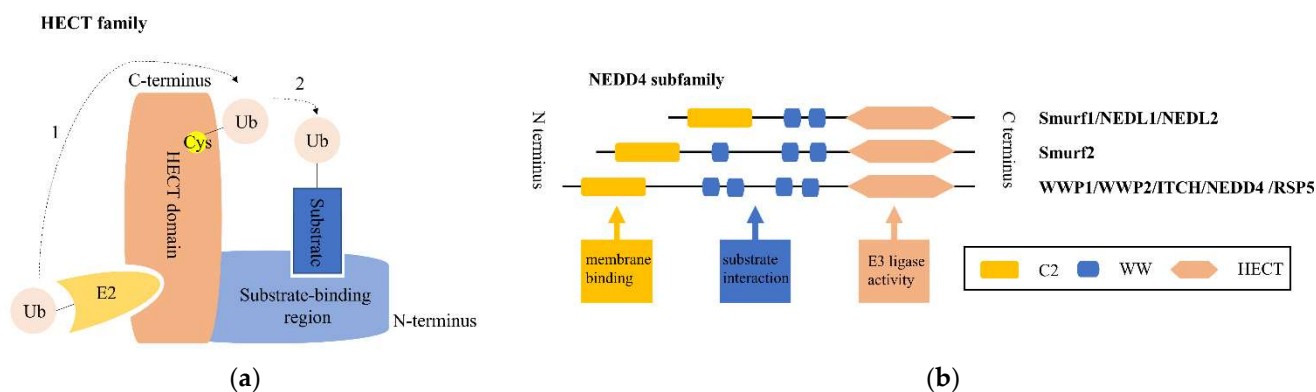 HECT family
C-terminus
1
2
Ub
Cys
Ub
HECT domain
Substrate
Ub
E2
Substrate-binding
region
N-terminus
(a)
NEDD4 subfamily
N terminus
C terminus
Smurf1/NEDL1/NEDL2
Smurf2
WWP1/WWP2/ITCH/NEDD4 /RSP5
membrane
binding
substrate
interaction
E3 ligase
activity
C2
WW
HECT
(b)